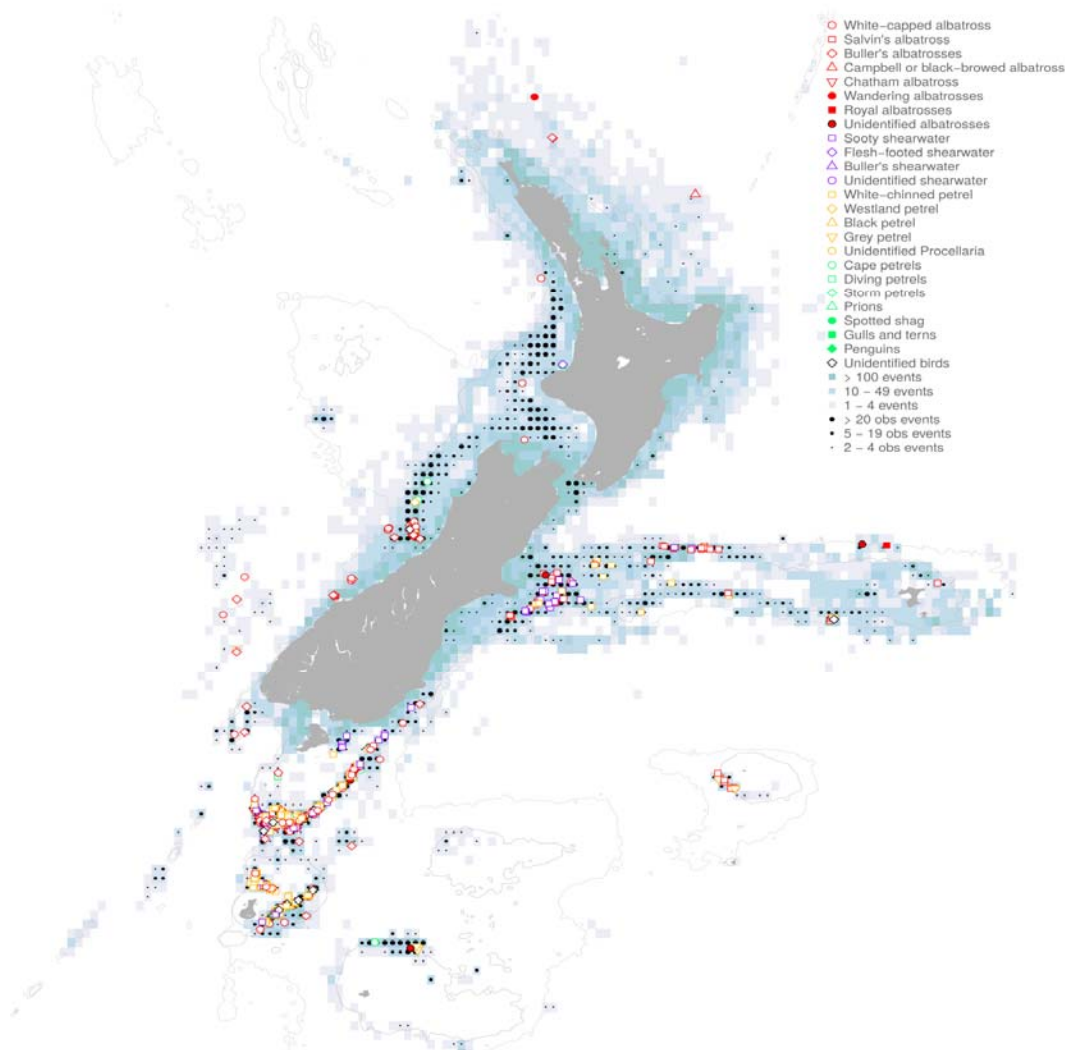 White-capped albatross
Salvin's albatross
Buller's albatrosses
Campbell or black-browed albatross
Chatham albatross
Wandering albatrosses
Royal albatrosses
Unidentified albatrosses
Sooty shearwater
Flesh-footed shearwater
Buller's shearwater
Unidentified shearwater
White-chinned petrel
Westland petrel
Black petrel
Grey petrel
Unidentified Procellaria
Cape petrels
Diving petrels
Storm petrels
Prions
Spotted shag
Gulls and terns
Penguins
Unidentified birds
> 100 events
10 - 49 events
1 - 4 events
> 20 obs events
5 - 19 obs events
2 - 4 obs events